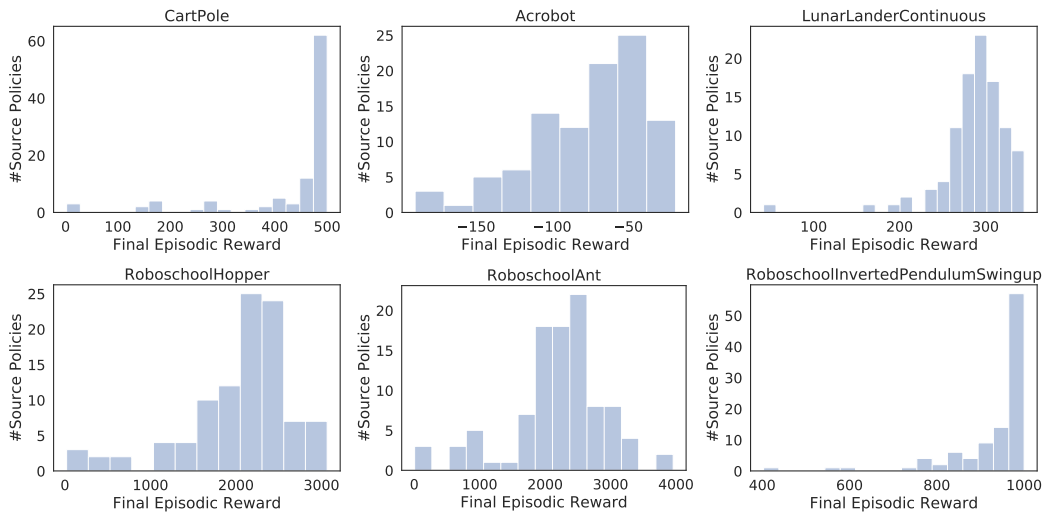 CartPole
#Source Policies
60
40
20
0
0 100 200 300 400 500
Final Episodic Reward
Acrobot
#Source Policies
25
20
15
10
5
0
−150 −100 −50
Final Episodic Reward
LunarLanderContinuous
#Source Policies
20
15
10
5
0
100 200 300
Final Episodic Reward
RoboschoolHopper
#Source Policies
25
20
15
10
5
0
0 1000 2000 3000
Final Episodic Reward
RoboschoolAnt
#Source Policies
20
15
10
5
0
0 1000 2000 3000 4000
Final Episodic Reward
RoboschoolInvertedPendulumSwingup
#Source Policies
50
40
30
20
10
0
400 600 800 1000
Final Episodic Reward